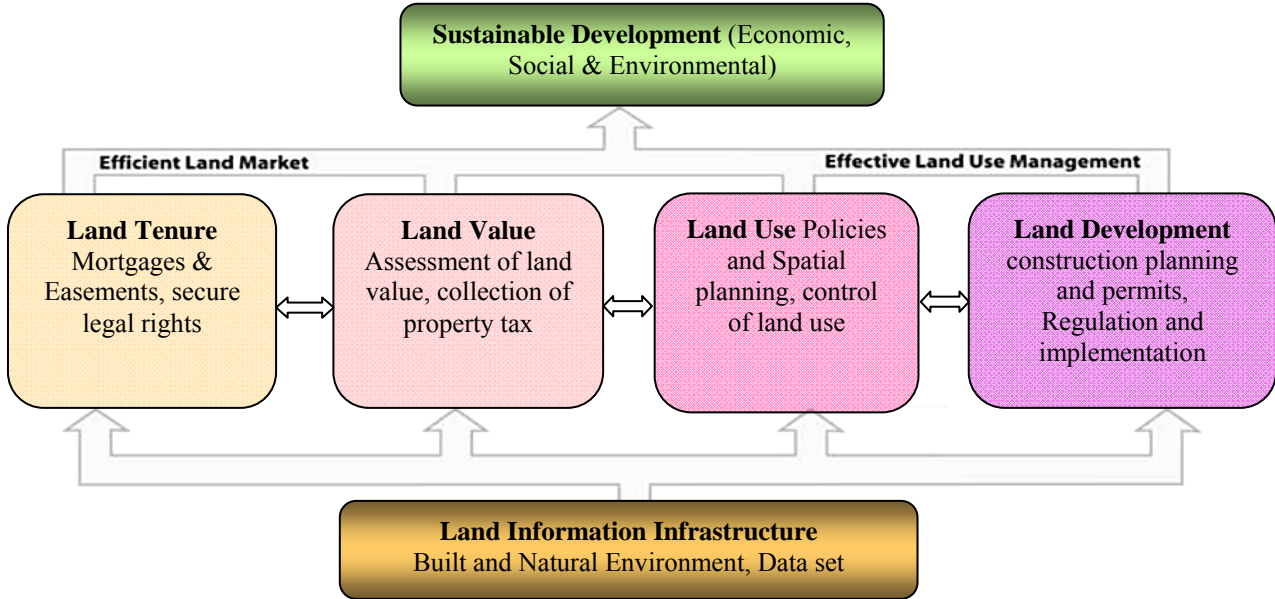 Sustainable Development (Economic,
Social & Environmental)
Efficient Land Market
Effective Land Use Management
Land Tenure
Mortgages &
Easements, secure
legal rights
Land Value
Assessment of land
value, collection of
property tax
Land Use Policies
and Spatial
planning, control
of land use
Land Development
construction planning
and permits,
Regulation and
implementation
Land Information Infrastructure
Built and Natural Environment, Data set